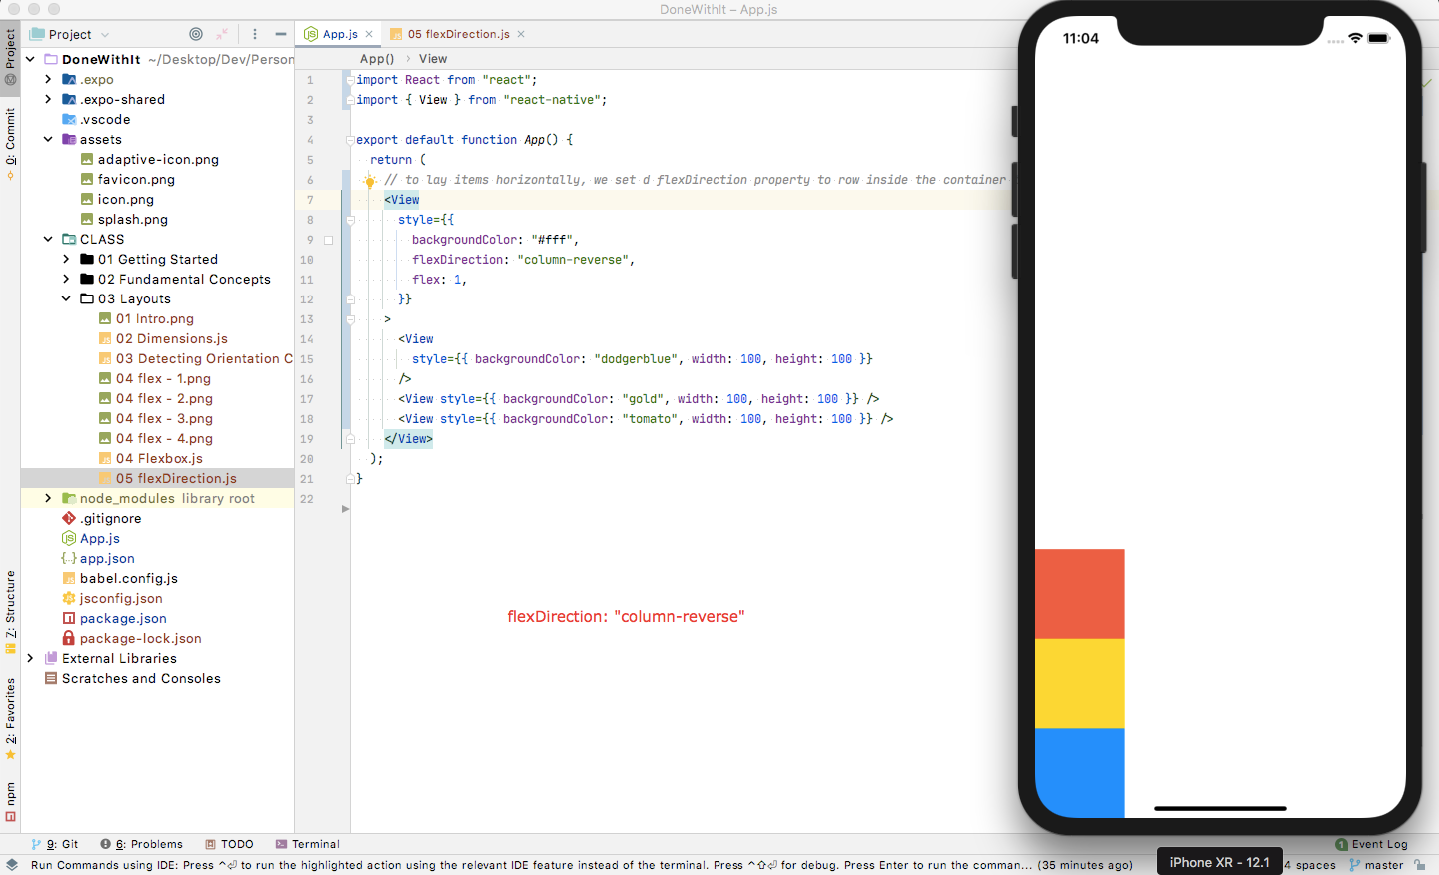 DoneWithIt – App.js
Project
App.js
05 flexDirection.js
App() › View
DoneWithIt ~/Desktop/Dev/Person
.expo
.expo-shared
.vscode
assets
adaptive-icon.png
favicon.png
icon.png
splash.png
CLASS
01 Getting Started
02 Fundamental Concepts
03 Layouts
01 Intro.png
02 Dimensions.js
03 Detecting Orientation C
04 flex - 1.png
04 flex - 2.png
04 flex - 3.png
04 flex - 4.png
04 Flexbox.js
05 flexDirection.js
node_modules library root
.gitignore
App.js
app.json
babel.config.js
jsconfig.json
package.json
package-lock.json
External Libraries
Scratches and Consoles
Project
0: Commit
7: Structure
2: Favorites
npm
1 import React from "react";
2 import { View } from "react-native";
3
4 export default function App() {
5 return (
6 // to lay items horizontally, we set d flexDirection property to row inside the container
7 <View
8 style={{
9 backgroundColor: "#fff",
10 flexDirection: "column-reverse",
11 flex: 1,
12 }}
13 >
14 <View
15 style={{ backgroundColor: "dodgerblue", width: 100, height: 100 }}
16 />
17 <View style={{ backgroundColor: "gold", width: 100, height: 100 }} />
18 <View style={{ backgroundColor: "tomato", width: 100, height: 100 }} />
19 </View>
20 );
21 }
22
flexDirection: "column-reverse"
11:04
9: Git
6: Problems
TODO
Terminal
1 Event Log
Run Commands using IDE: Press ^⏎ to run the highlighted action using the relevant IDE feature instead of the terminal. Press ^⇧⏎ for debug. Press Enter to run the comman... (35 minutes ago)
iPhone XR - 12.1
4 spaces
master